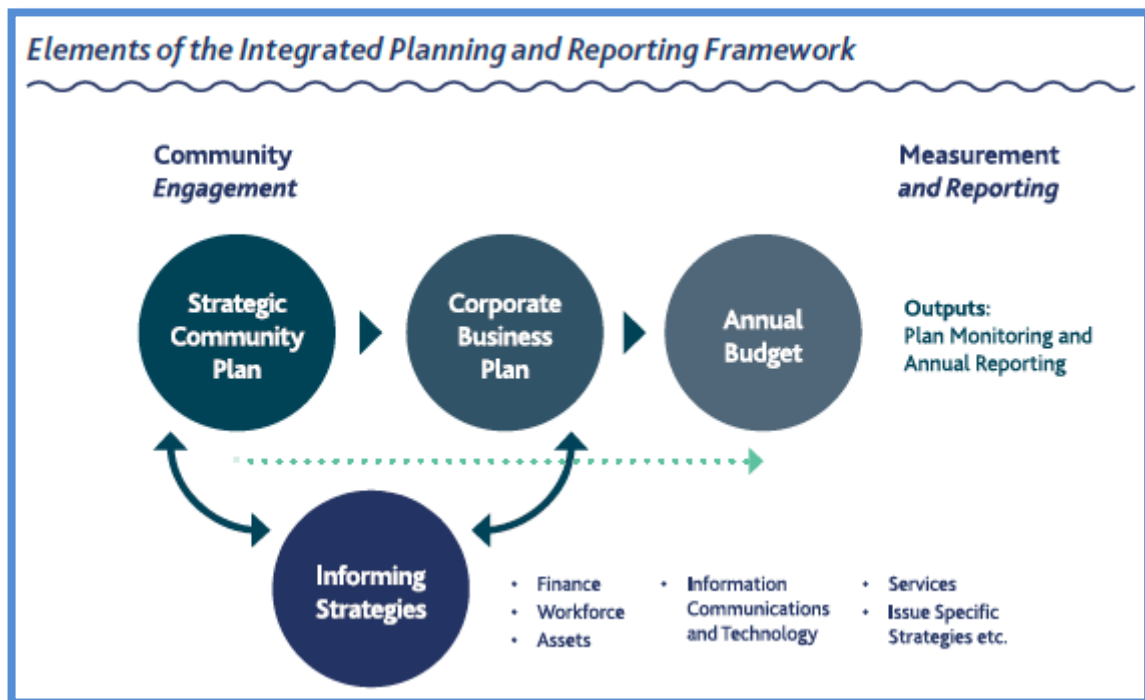 Elements of the Integrated Planning and Reporting Framework
Community
Engagement
Measurement
and Reporting
Strategic
Community
Plan
Corporate
Business
Plan
Annual
Budget
Outputs:
Plan Monitoring and
Annual Reporting
Informing
Strategies
• Finance
• Workforce
• Assets
• Information
Communications
and Technology
• Services
• Issue Specific
Strategies etc.